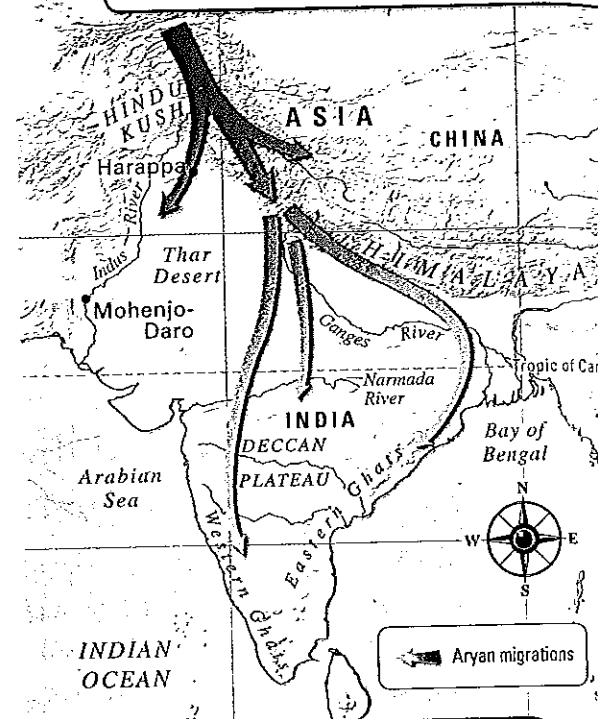 HINDU
KUSH
ASIA
CHINA
Harappa
Indus River
Thar
Desert
HIMALAYA
Mohenjo-
Daro
Ganges River
Tropic of Can
Narmada
River
INDIA
DECCAN
PLATEAU
Bay of
Bengal
Arabian
Sea
Western Ghats
Eastern Ghats
N
W E
S
INDIAN
OCEAN
Aryan migrations